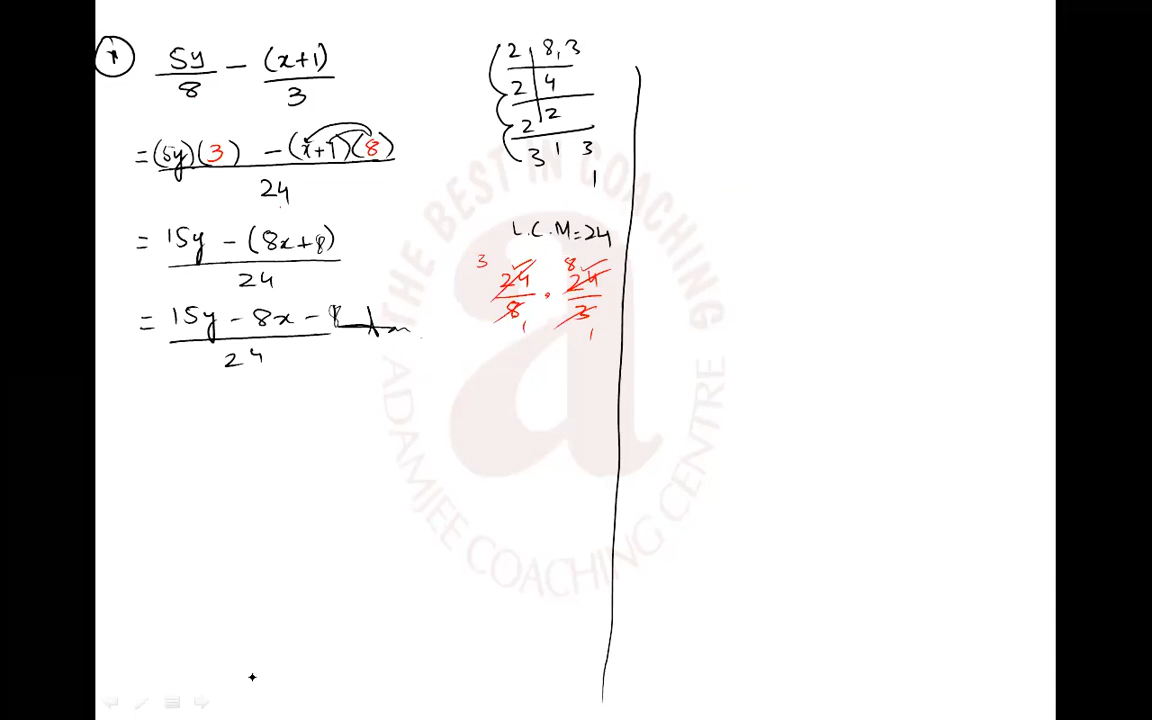 5y/8 - (x+1)/3
= (5y)(3) - (x+1)(8) / 24
= 15y - (8x+8) / 24
= 15y - 8x - 8 / 24
2 | 8, 3
2 | 4
2 | 2
3 | 1 3
1
L.C.M = 24
3 8
24/8 , 24/3
1 1
THE BEST IN COACHING
a
ADAMJEE COACHING CENTRE